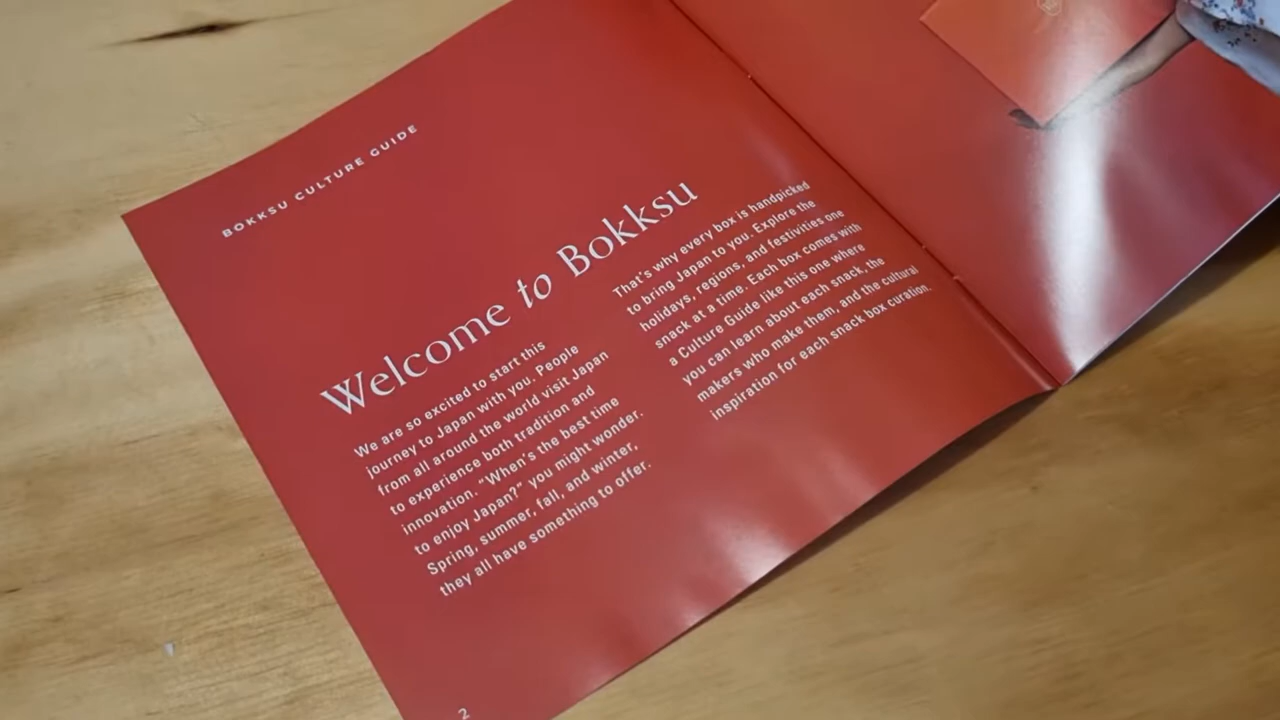 BOKKSU CULTURE GUIDE
Welcome to Bokksu
We are so excited to start this
journey to Japan with you. People
from all around the world visit Japan
to experience both tradition and
innovation. “When’s the best time
to enjoy Japan?” you might wonder.
Spring, summer, fall, and winter,
they all have something to offer.
That’s why every box is handpicked
to bring Japan to you. Explore the
holidays, regions, and festivities one
snack at a time. Each box comes with
a Culture Guide like this one where
you can learn about each snack, the
makers who make them, and the cultural
inspiration for each snack box curation.
2